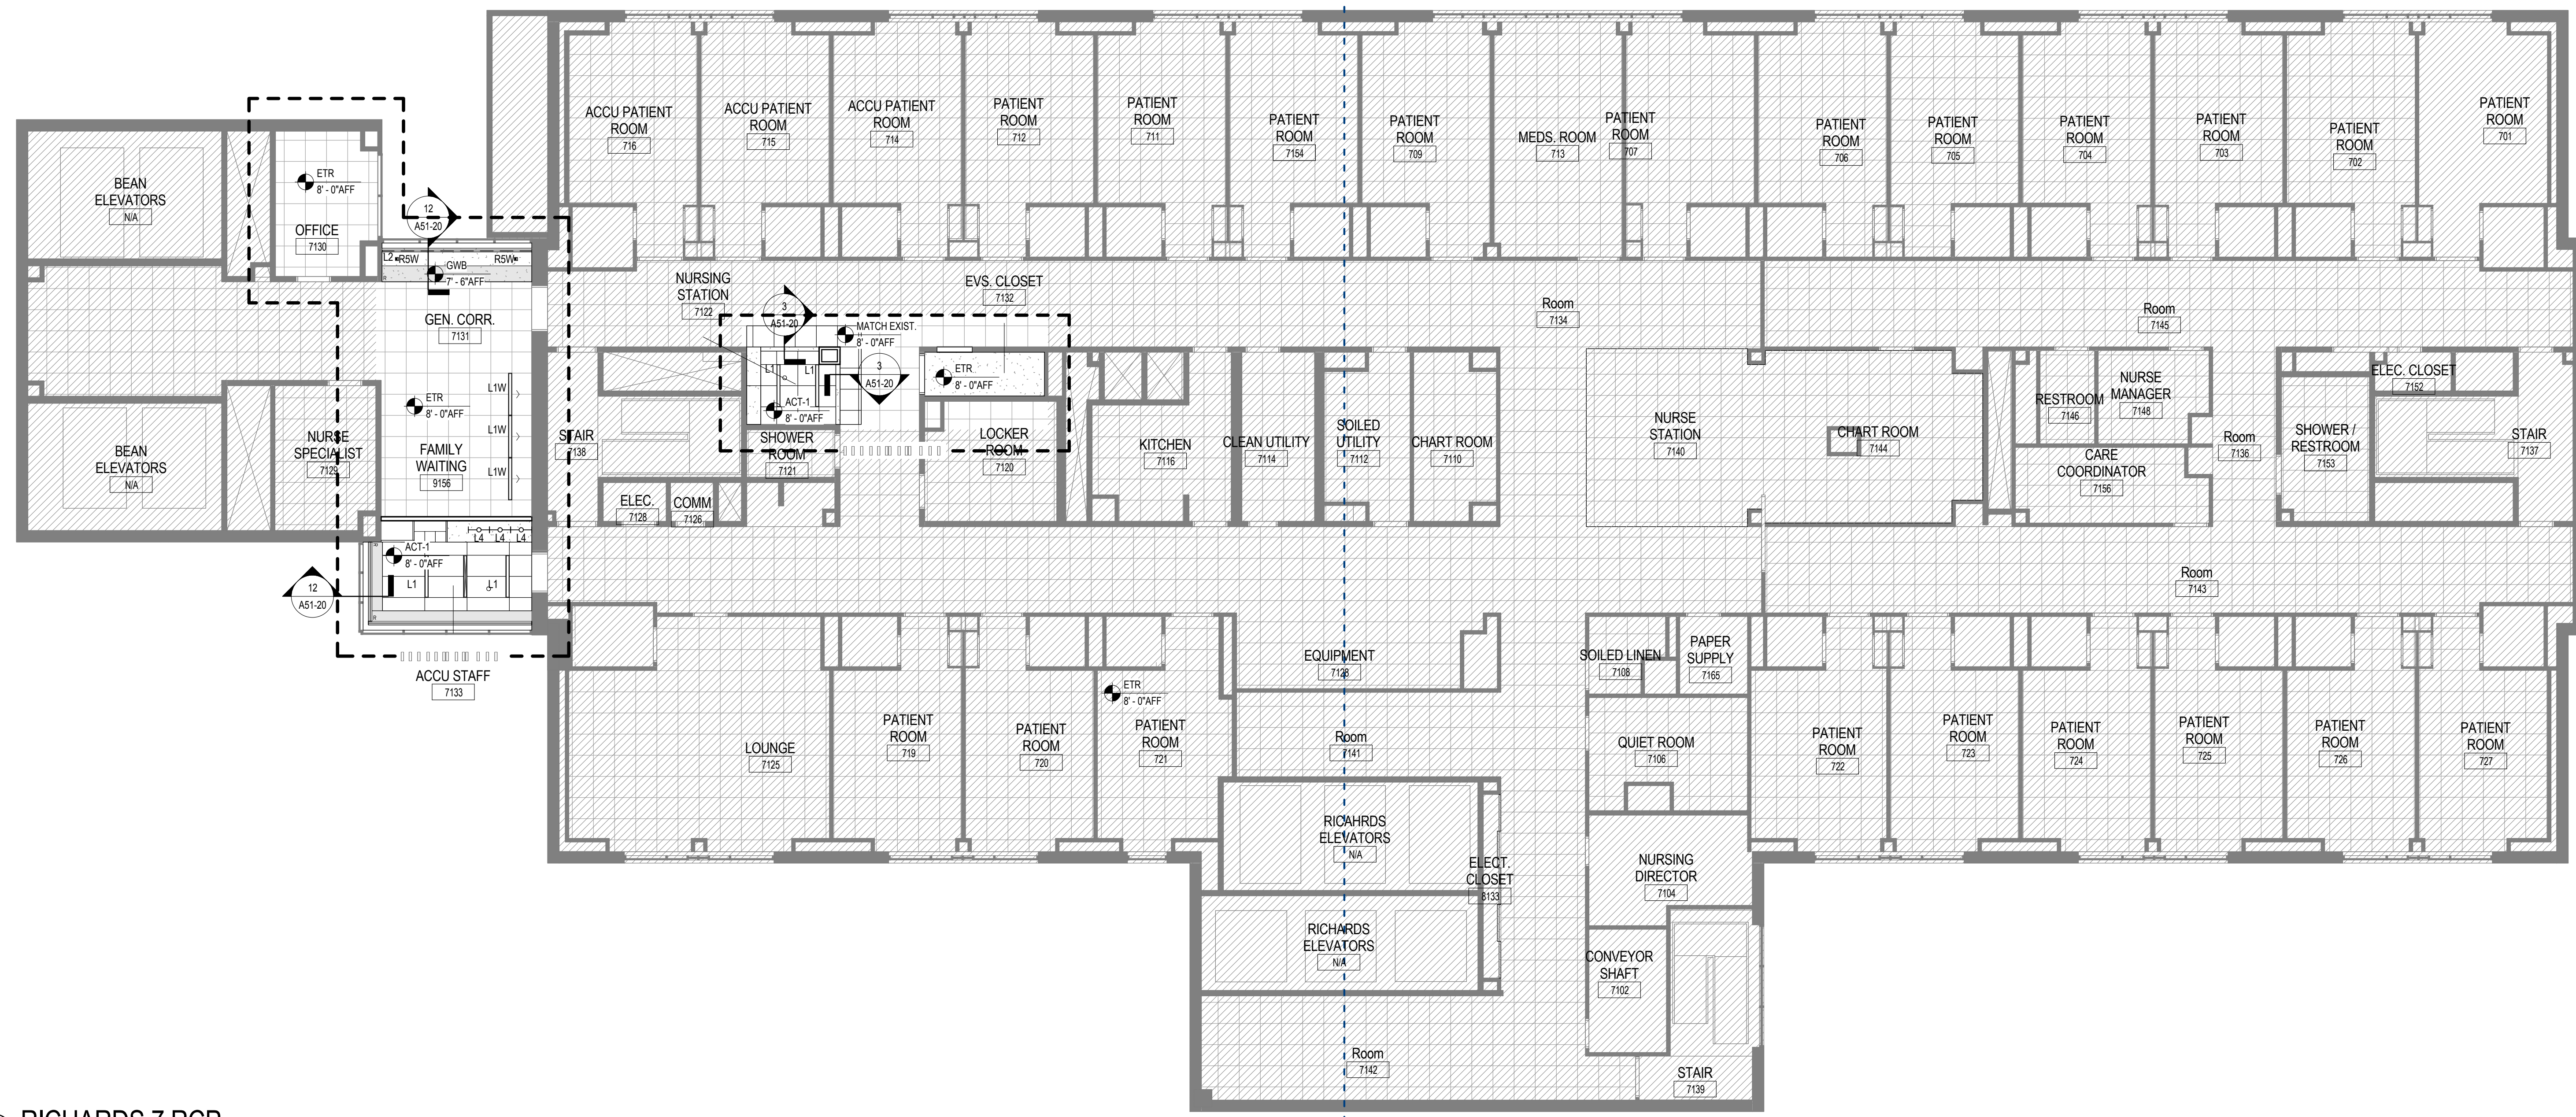 ACCU PATIENT
ROOM
716
ACCU PATIENT
ROOM
715
ACCU PATIENT
ROOM
714
PATIENT
ROOM
712
PATIENT
ROOM
711
PATIENT
ROOM
7154
PATIENT
ROOM
709
MEDS. ROOM
713
PATIENT
ROOM
707
PATIENT
ROOM
706
PATIENT
ROOM
705
PATIENT
ROOM
704
PATIENT
ROOM
703
PATIENT
ROOM
702
PATIENT
ROOM
701
BEAN
ELEVATORS
N/A
ETR
8' - 0"AFF
OFFICE
7130
12
A51-20
L2
R5W
R5W
GWB
7' - 6"AFF
GEN. CORR.
7131
NURSING
STATION
7122
3
A51-20
EVS. CLOSET
7132
MATCH EXIST.
8' - 0"AFF
Room
7134
Room
7145
L1
L1
3
A51-20
ETR
8' - 0"AFF
ACT-1
8' - 0"AFF
ETR
8' - 0"AFF
L1W
L1W
L1W
BEAN
ELEVATORS
N/A
NURSE
SPECIALIST
7129
FAMILY
WAITING
9156
STAIR
7138
SHOWER
ROOM
7121
LOCKER
ROOM
7120
KITCHEN
7116
CLEAN UTILITY
7114
SOILED
UTILITY
7112
CHART ROOM
7110
NURSE
STATION
7140
CHART ROOM
7144
RESTROOM
7146
NURSE
MANAGER
7148
Room
7136
CARE
COORDINATOR
7156
ELEC. CLOSET
7152
SHOWER /
RESTROOM
7153
STAIR
7137
ELEC.
7128
COMM
7126
L4
L4
L4
ACT-1
8' - 0"AFF
L1
L1
12
A51-20
Room
7143
ACCU STAFF
7133
LOUNGE
7125
PATIENT
ROOM
719
PATIENT
ROOM
720
ETR
8' - 0"AFF
PATIENT
ROOM
721
EQUIPMENT
7128
Room
7141
SOILED LINEN
7108
PAPER
SUPPLY
7165
QUIET ROOM
7106
PATIENT
ROOM
722
PATIENT
ROOM
723
PATIENT
ROOM
724
PATIENT
ROOM
725
PATIENT
ROOM
726
PATIENT
ROOM
727
RICAHRDS
ELEVATORS
N/A
ELECT.
CLOSET
8133
NURSING
DIRECTOR
7104
RICHARDS
ELEVATORS
N/A
CONVEYOR
SHAFT
7102
Room
7142
STAIR
7139
RICHARDS 7 RCP